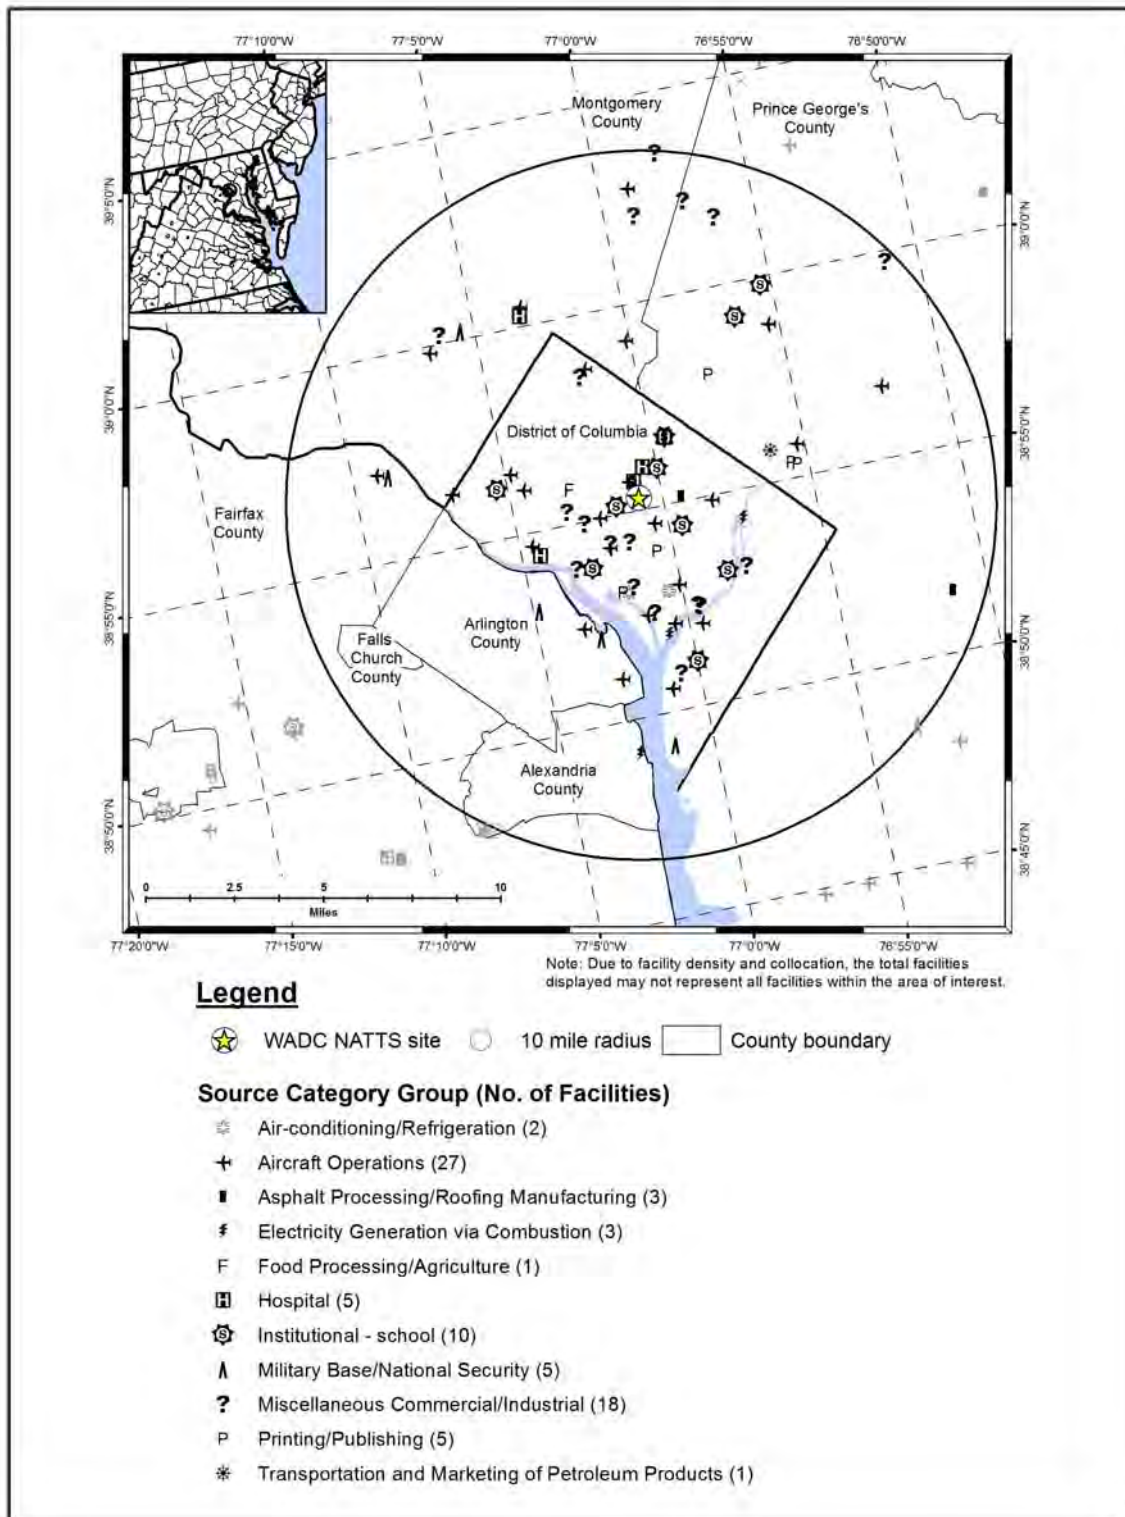 77°10'0"W 77°5'0"W 77°0'0"W 76°55'0"W 76°50'0"W
Montgomery
County
Prince George's
County
39°5'0"N
39°0'0"N
39°0'0"N
38°55'0"N
District of Columbia
Fairfax
County
38°55'0"N
38°50'0"N
Arlington
County
Falls
Church
County
Alexandria
County
38°50'0"N
38°45'0"N
0 2.5 5 10
Miles
77°20'0"W 77°15'0"W 77°10'0"W 77°5'0"W 77°0'0"W 76°55'0"W
Note: Due to facility density and collocation, the total facilities
displayed may not represent all facilities within the area of interest.
Legend
WADC NATTS site 10 mile radius County boundary
Source Category Group (No. of Facilities)
Air-conditioning/Refrigeration (2)
Aircraft Operations (27)
Asphalt Processing/Roofing Manufacturing (3)
Electricity Generation via Combustion (3)
F Food Processing/Agriculture (1)
H Hospital (5)
S Institutional - school (10)
Military Base/National Security (5)
? Miscellaneous Commercial/Industrial (18)
P Printing/Publishing (5)
Transportation and Marketing of Petroleum Products (1)